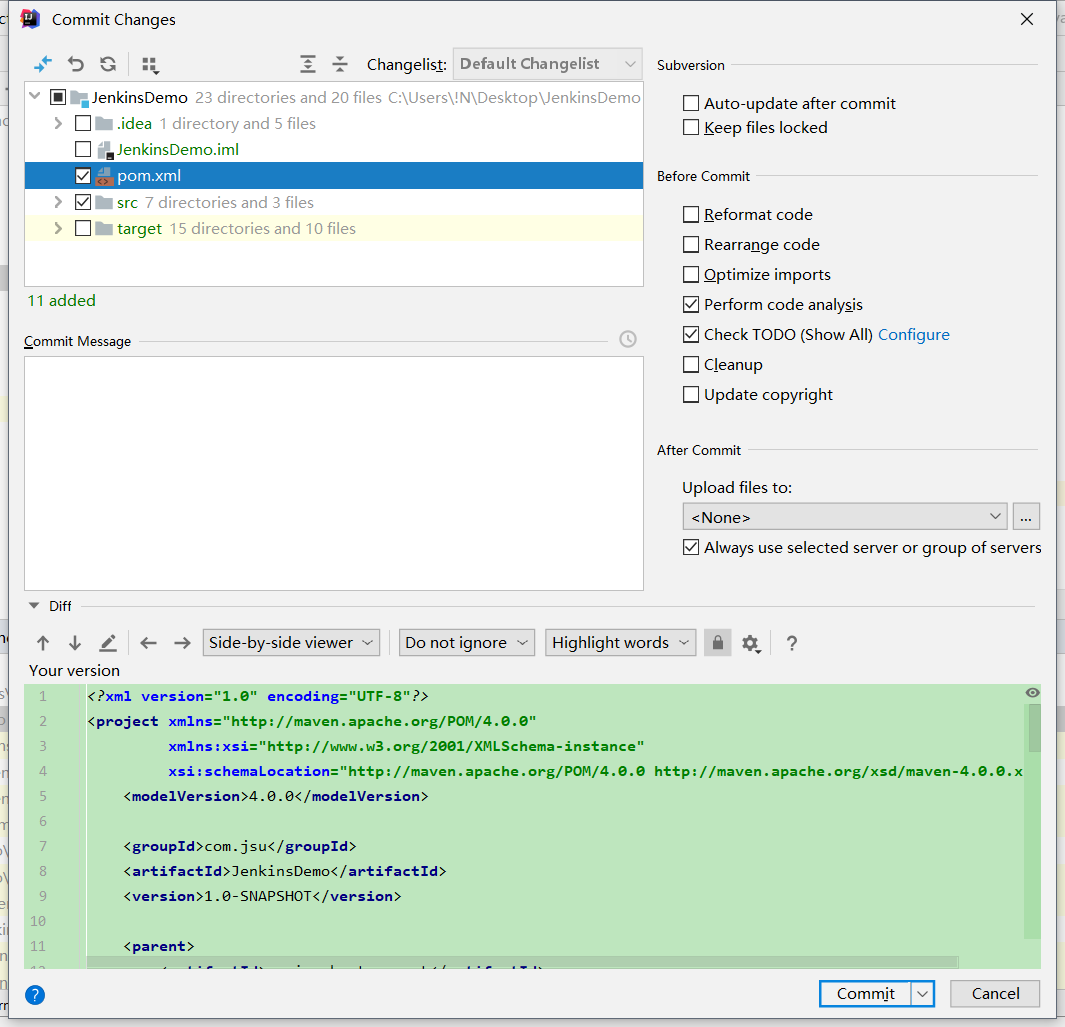 Commit Changes
Changelist: Default Changelist
JenkinsDemo 23 directories and 20 files C:\Users\!N\Desktop\JenkinsDemo
.idea 1 directory and 5 files
JenkinsDemo.iml
pom.xml
src 7 directories and 3 files
target 15 directories and 10 files
11 added
Commit Message
Subversion
Auto-update after commit
Keep files locked
Before Commit
Reformat code
Rearrange code
Optimize imports
Perform code analysis
Check TODO (Show All) Configure
Cleanup
Update copyright
After Commit
Upload files to:
<None>
...
Always use selected server or group of servers
Diff
Side-by-side viewer Do not ignore Highlight words ?
Your version
1 <?xml version="1.0" encoding="UTF-8"?>
2 <project xmlns="http://maven.apache.org/POM/4.0.0"
3 xmlns:xsi="http://www.w3.org/2001/XMLSchema-instance"
4 xsi:schemaLocation="http://maven.apache.org/POM/4.0.0 http://maven.apache.org/xsd/maven-4.0.0.x
5 <modelVersion>4.0.0</modelVersion>
6
7 <groupId>com.jsu</groupId>
8 <artifactId>JenkinsDemo</artifactId>
9 <version>1.0-SNAPSHOT</version>
10
11 <parent>
?
Commit
Cancel